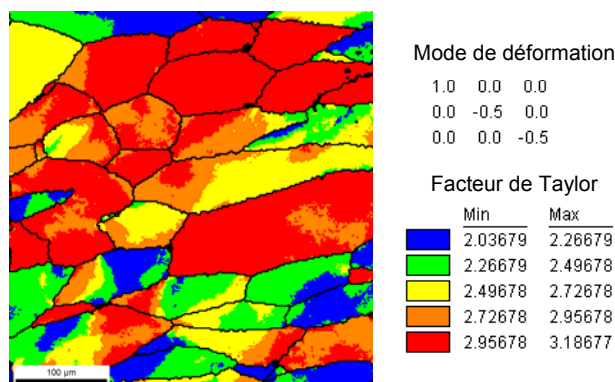 Mode de déformation
1.0 0.0 0.0
0.0 -0.5 0.0
0.0 0.0 -0.5
Facteur de Taylor
Min Max
2.03679 2.26679
2.26679 2.49678
2.49678 2.72678
2.72678 2.95678
2.95678 3.18677
100 µm